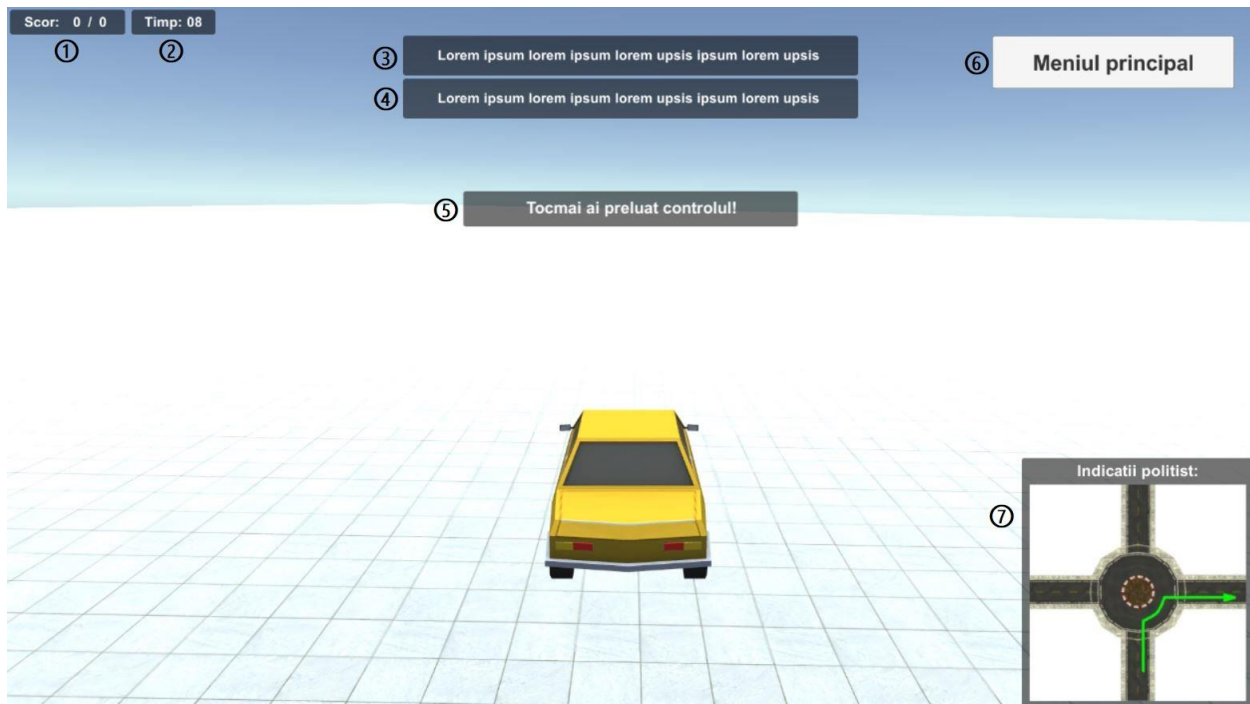 Scor: 0 / 0
Timp: 08
①
②
③
Lorem ipsum lorem ipsum lorem upsis ipsum lorem upsis
④
Lorem ipsum lorem ipsum lorem upsis ipsum lorem upsis
⑥
Meniul principal
⑤
Tocmai ai preluat controlul!
Indicatii politist:
⑦